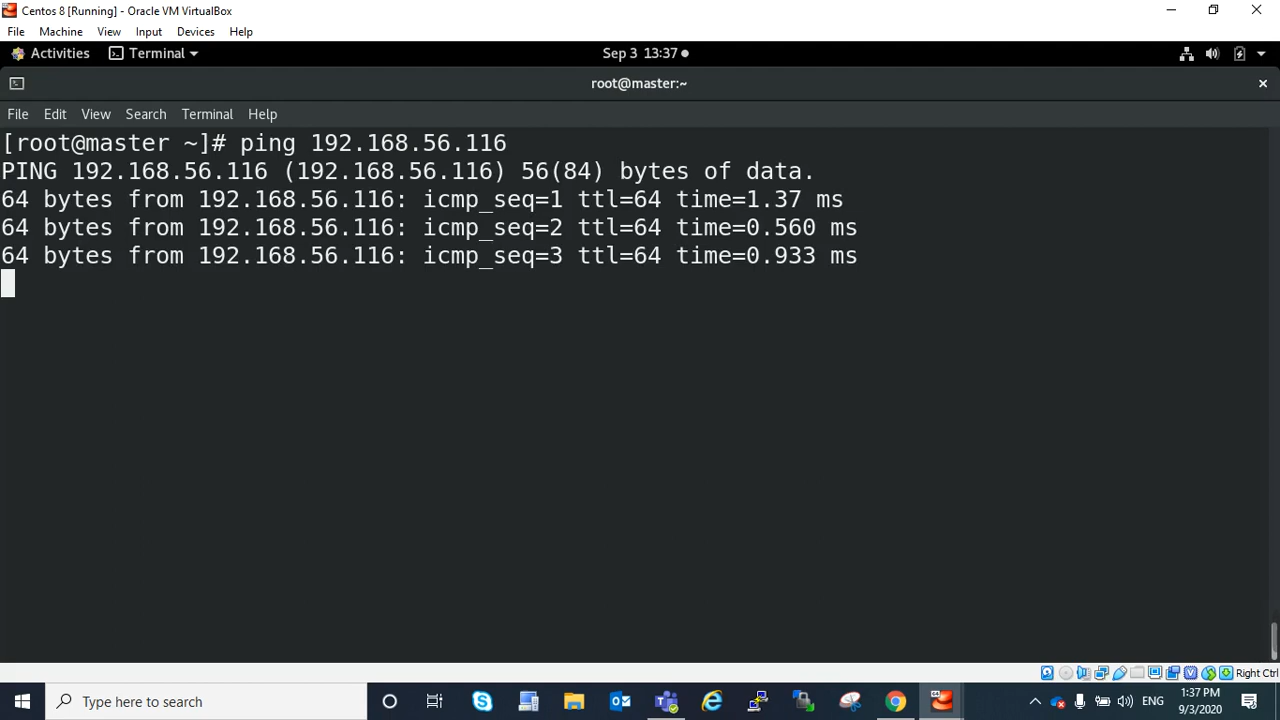 Centos 8 [Running] - Oracle VM VirtualBox
File Machine View Input Devices Help
Activities Terminal Sep 3 13:37
root@master:~
File Edit View Search Terminal Help
[root@master ~]# ping 192.168.56.116
PING 192.168.56.116 (192.168.56.116) 56(84) bytes of data.
64 bytes from 192.168.56.116: icmp_seq=1 ttl=64 time=1.37 ms
64 bytes from 192.168.56.116: icmp_seq=2 ttl=64 time=0.560 ms
64 bytes from 192.168.56.116: icmp_seq=3 ttl=64 time=0.933 ms
Right Ctrl
Type here to search
ENG
1:37 PM
9/3/2020